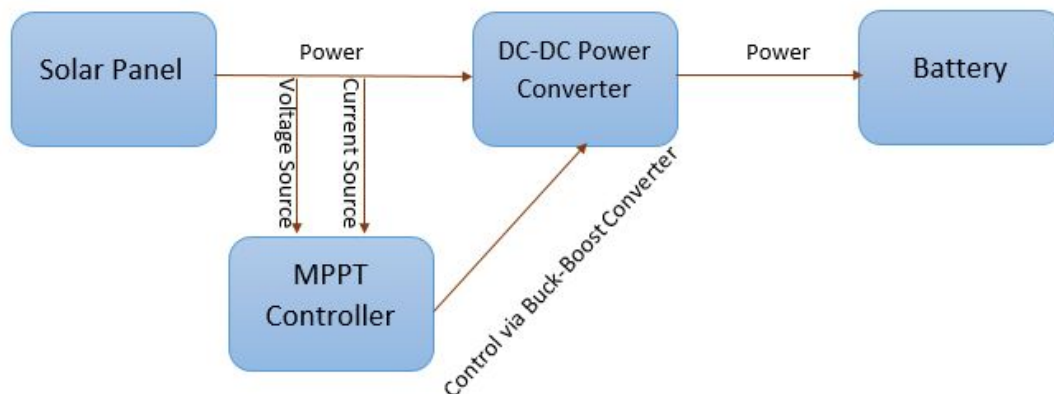 Solar Panel
Power
DC-DC Power
Converter
Power
Battery
Voltage Source
Current Source
MPPT
Controller
Control via Buck-Boost Converter